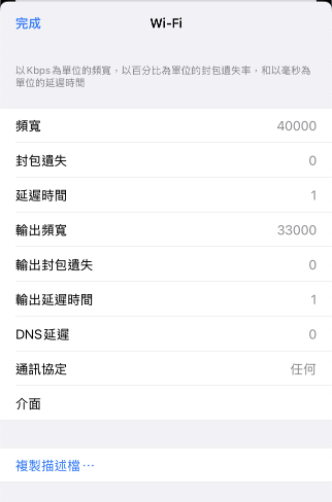 完成
Wi-Fi
以 Kbps 為單位的頻寬，以百分比為單位的封包遺失率，和以毫秒為
單位的延遲時間
頻寬 40000
封包遺失 0
延遲時間 1
輸出頻寬 33000
輸出封包遺失 0
輸出延遲時間 1
DNS 延遲 0
通訊協定 任何
介面
複製描述檔⋯